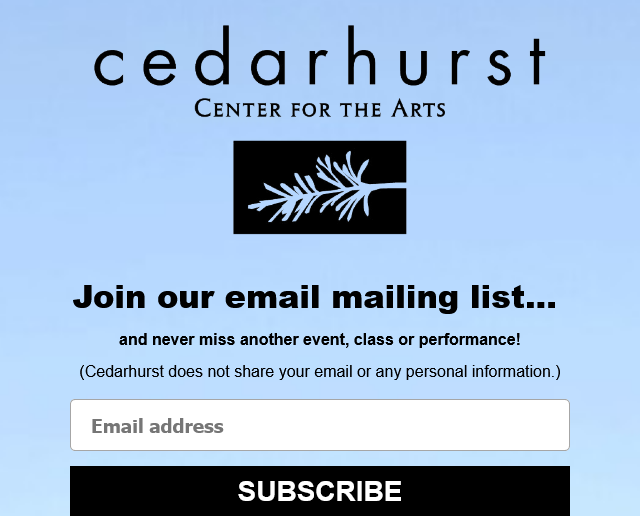 cedarhurst
Center for the Arts
Join our email mailing list...
and never miss another event, class or performance!
(Cedarhurst does not share your email or any personal information.)
Email address
SUBSCRIBE